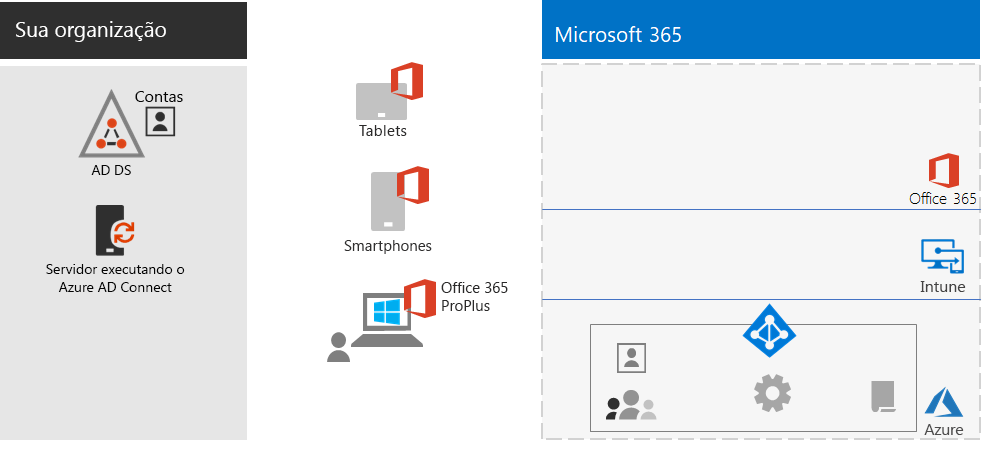 Sua organização
Contas
AD DS
Servidor executando o
Azure AD Connect
Tablets
Smartphones
Office 365
ProPlus
Microsoft 365
Office 365
Intune
Azure